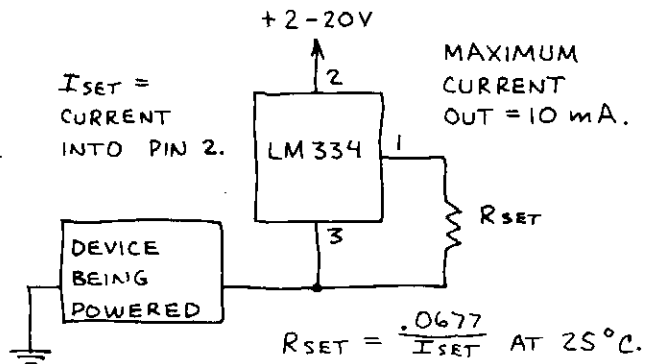 +2-20V
ISET =
CURRENT
INTO PIN 2.
MAXIMUM
CURRENT
OUT = 10 mA.
2
LM334
1
RSET
3
DEVICE
BEING
POWERED
RSET = .0677 / ISET AT 25°C.